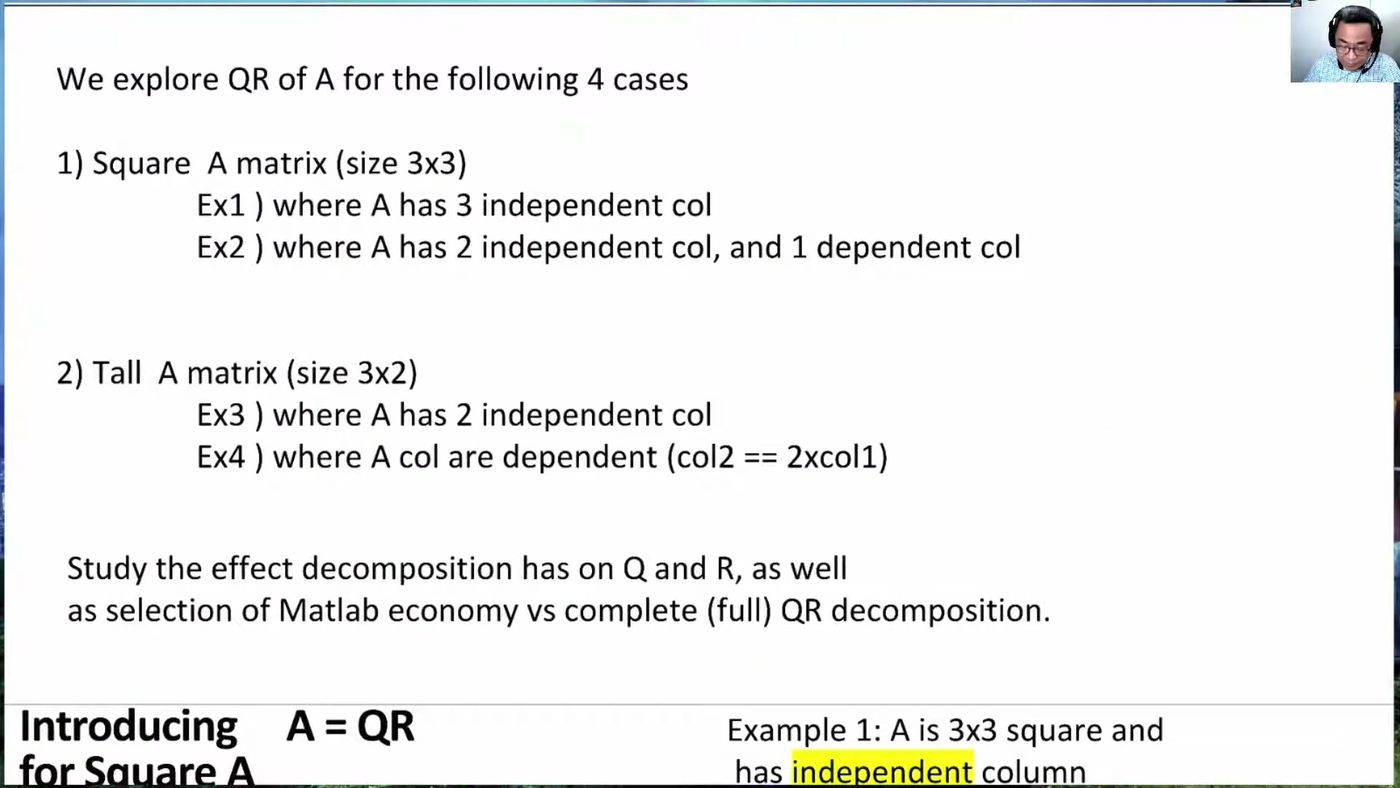 We explore QR of A for the following 4 cases
1) Square A matrix (size 3x3)
Ex1 ) where A has 3 independent col
Ex2 ) where A has 2 independent col, and 1 dependent col
2) Tall A matrix (size 3x2)
Ex3 ) where A has 2 independent col
Ex4 ) where A col are dependent (col2 == 2xcol1)
Study the effect decomposition has on Q and R, as well
as selection of Matlab economy vs complete (full) QR decomposition.
Introducing A = QR
for Square A
Example 1: A is 3x3 square and
has independent column